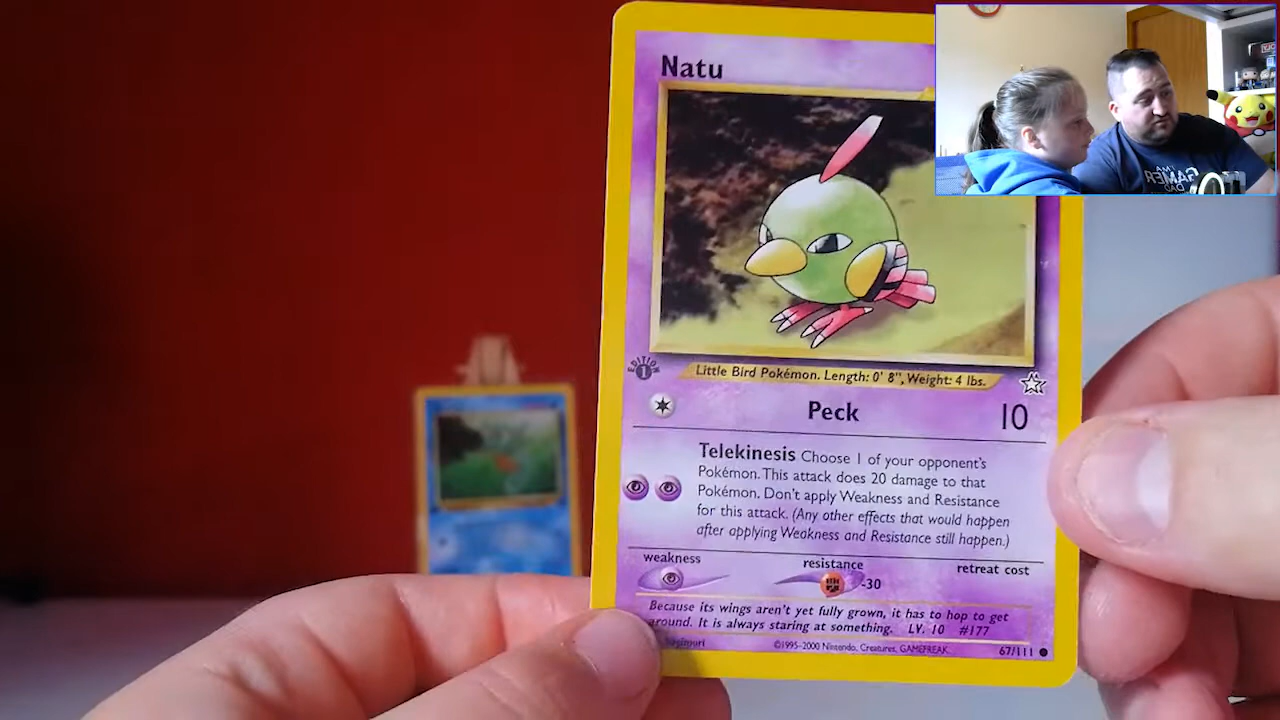 Natu
EDITION
1
Little Bird Pokémon. Length: 0' 8", Weight: 4 lbs.
Peck 10
Telekinesis Choose 1 of your opponent's
Pokémon. This attack does 20 damage to that
Pokémon. Don't apply Weakness and Resistance
for this attack. (Any other effects that would happen
after applying Weakness and Resistance still happen.)
weakness resistance retreat cost
-30
Because its wings aren't yet fully grown, it has to hop to get
around. It is always staring at something. LV. 10 #177
©1995-2000 Nintendo, Creatures, GAMEFREAK. 67/111
I'M A
GAMER
DAD